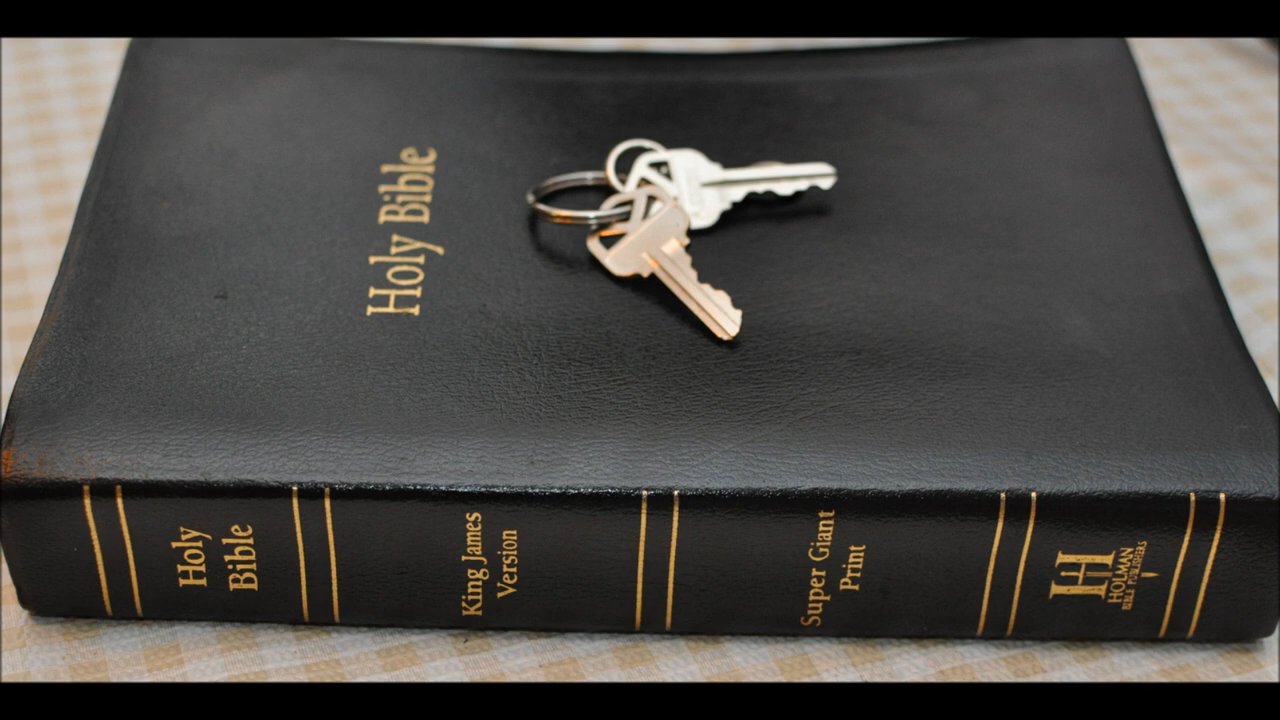 Holy Bible
Holy
Bible
King James
Version
Super Giant
Print
HOLMAN
BIBLE PUBLISHERS